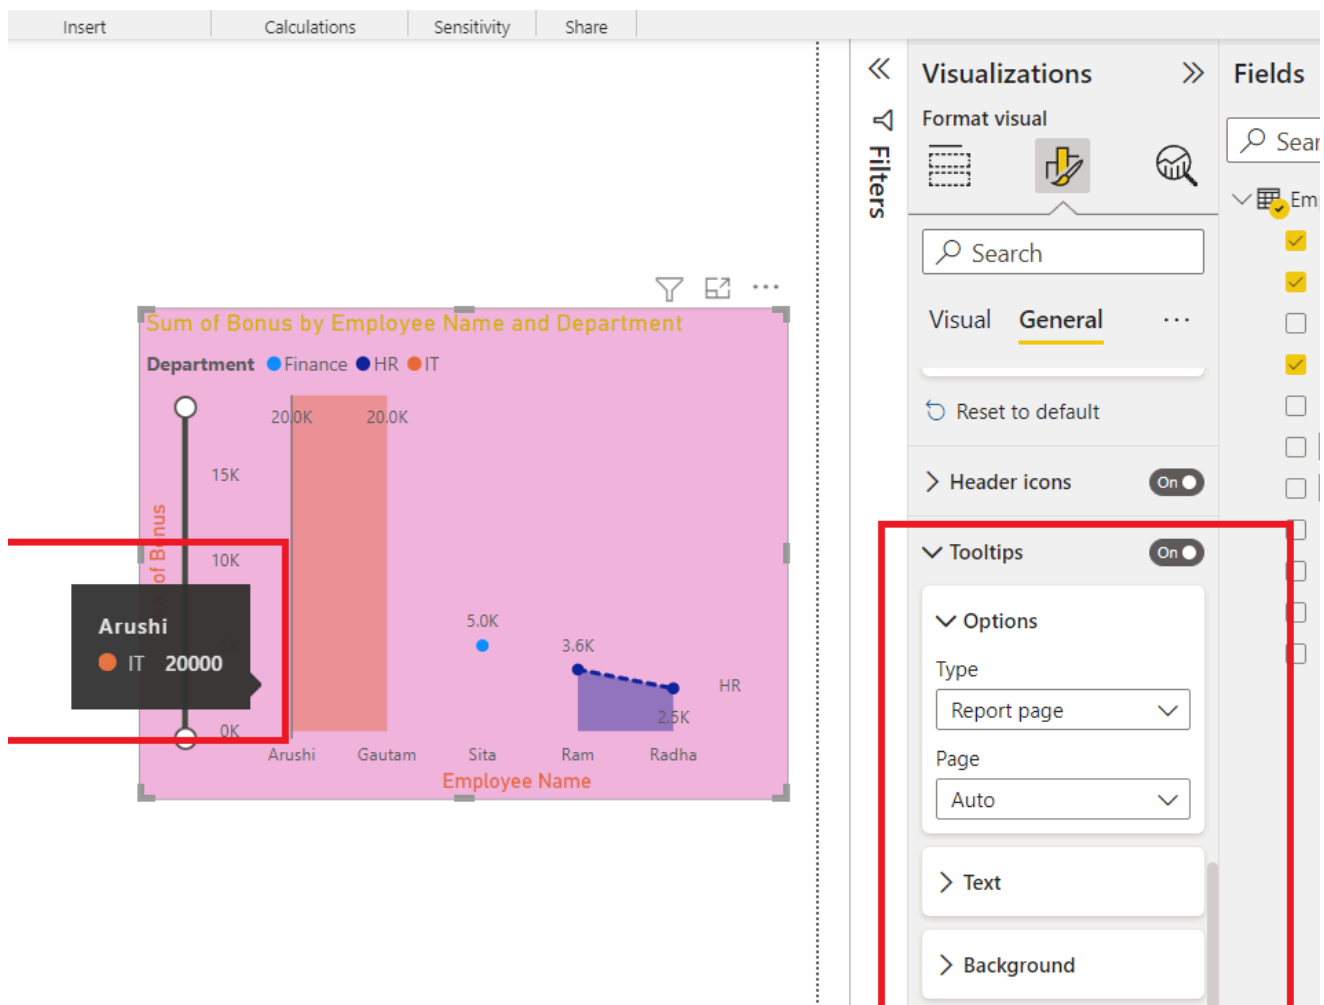 Insert Calculations Sensitivity Share
Visualizations
Fields
Format visual
Filters
Search
Visual General
Reset to default
Header icons On
Tooltips On
Options
Type
Report page
Page
Auto
Text
Background
Sum of Bonus by Employee Name and Department
Department Finance HR IT
20.0K 20.0K
15K
10K
of Bonus
5.0K
3.6K
HR
2.5K
0K
Arushi Gautam Sita Ram Radha
Employee Name
Arushi
IT 20000